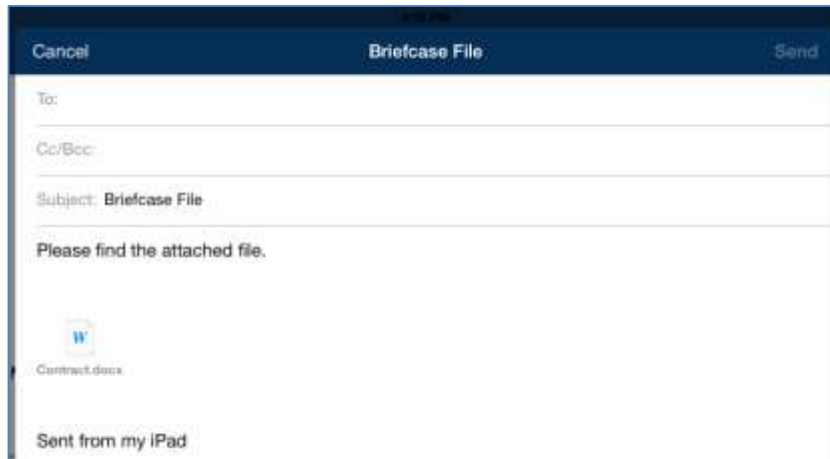 Cancel Briefcase File Send
To:
Cc/Bcc:
Subject: Briefcase File
Please find the attached file.
W
Contract.docx
Sent from my iPad